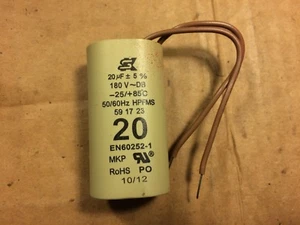 20µF ± 5 %
180 V~DB
-25/+85C
50/60Hz HPFMS
59 17 23
20
EN60252-1
MKP
RoHS PO
10/12